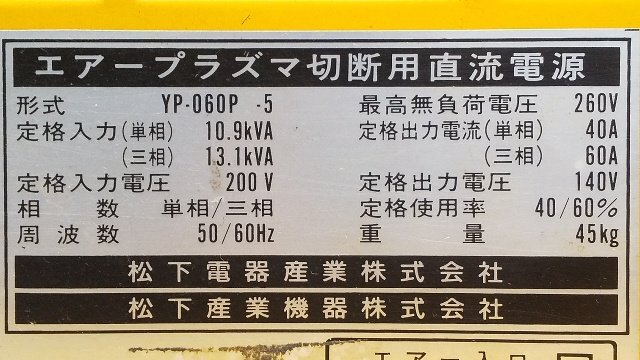 エアープラズマ切断用直流電源
形式 YP-060P -5 最高無負荷電圧 260V
定格入力(単相) 10.9kVA 定格出力電流(単相) 40A
(三相) 13.1kVA (三相) 60A
定格入力電圧 200V 定格出力電圧 140V
相数 単相/三相 定格使用率 40/60%
周波数 50/60Hz 重量 45kg
松下電器産業株式会社
松下産業機器株式会社
エアー入口